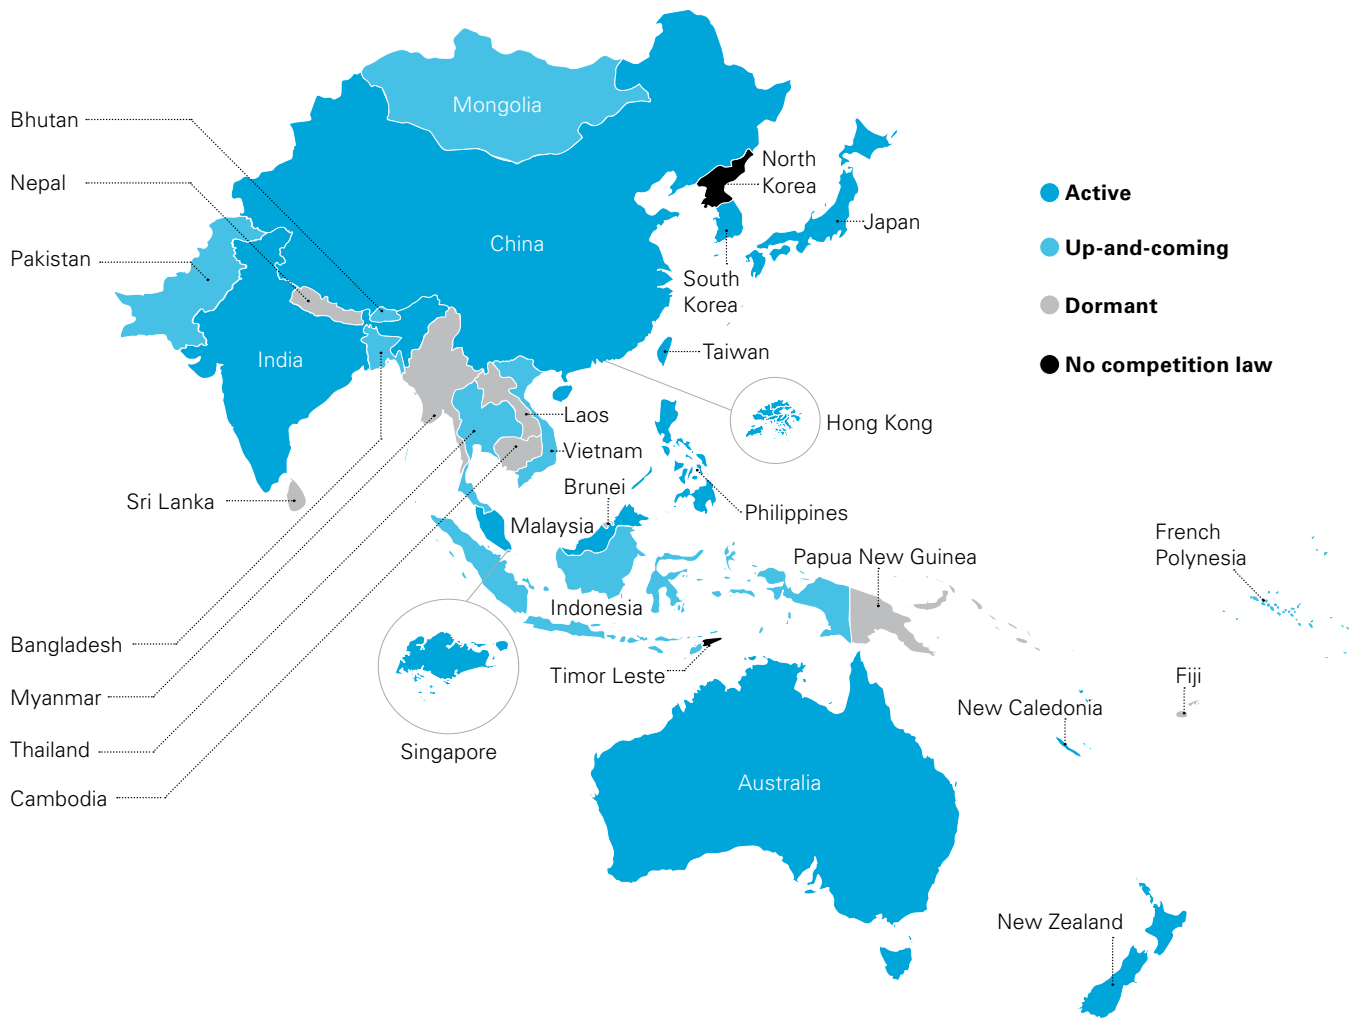 Mongolia
Bhutan
North
Korea
Nepal
Active
Japan
China
Up-and-coming
Pakistan
South
Korea
Dormant
Taiwan
India
No competition law
Laos
Hong Kong
Vietnam
Brunei
Sri Lanka
Malaysia
Philippines
French
Polynesia
Papua New Guinea
Indonesia
Bangladesh
Timor Leste
Fiji
Myanmar
New Caledonia
Thailand
Singapore
Australia
Cambodia
New Zealand